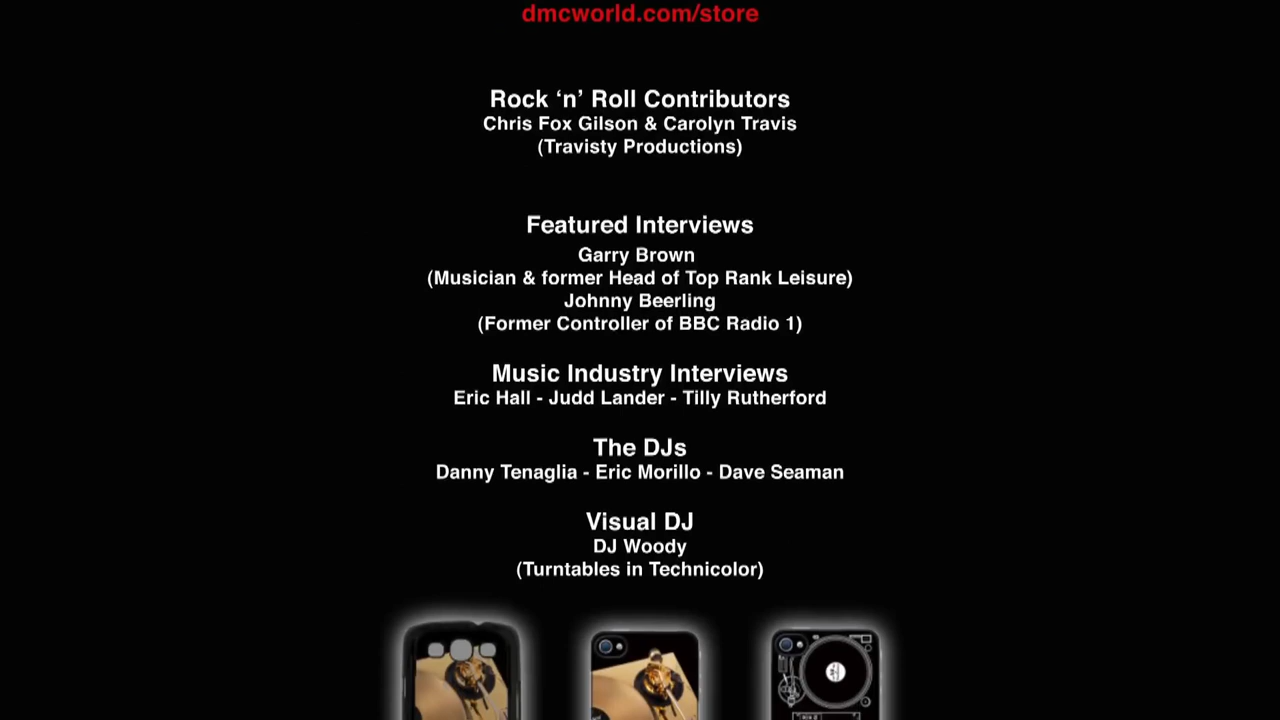 dmcworld.com/store
Rock ‘n’ Roll Contributors
Chris Fox Gilson & Carolyn Travis
(Travisty Productions)
Featured Interviews
Garry Brown
(Musician & former Head of Top Rank Leisure)
Johnny Beerling
(Former Controller of BBC Radio 1)
Music Industry Interviews
Eric Hall - Judd Lander - Tilly Rutherford
The DJs
Danny Tenaglia - Eric Morillo - Dave Seaman
Visual DJ
DJ Woody
(Turntables in Technicolor)